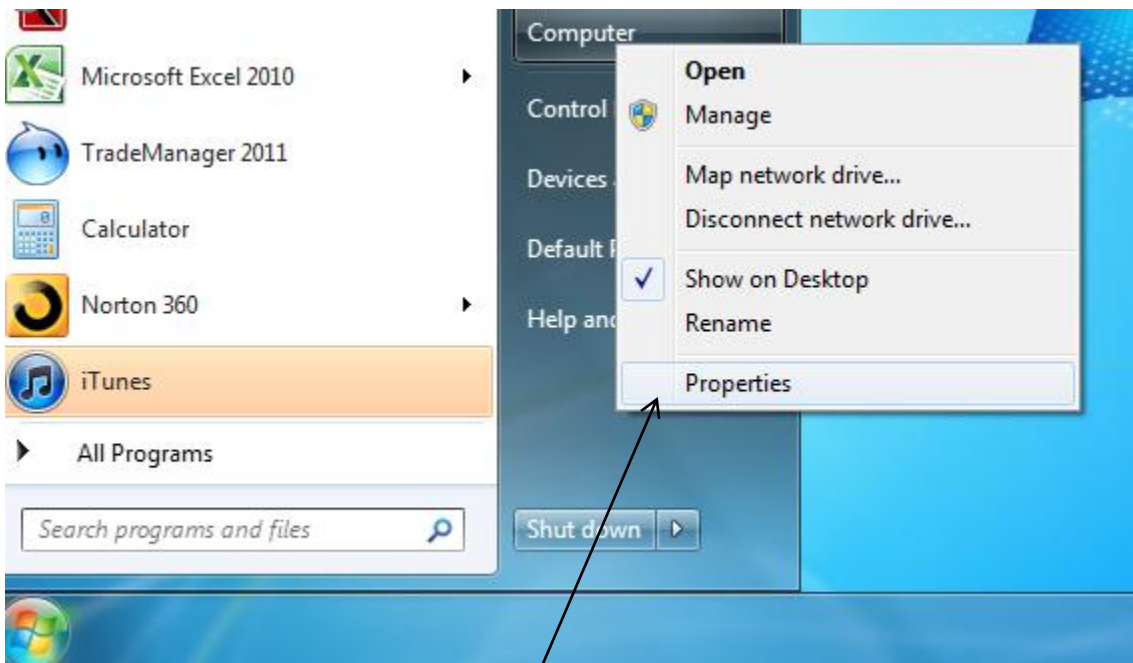 Microsoft Excel 2010
TradeManager 2011
Calculator
Norton 360
iTunes
All Programs
Search programs and files
Computer
Control
Devices
Default
Help and
Shut down
Open
Manage
Map network drive...
Disconnect network drive...
Show on Desktop
Rename
Properties